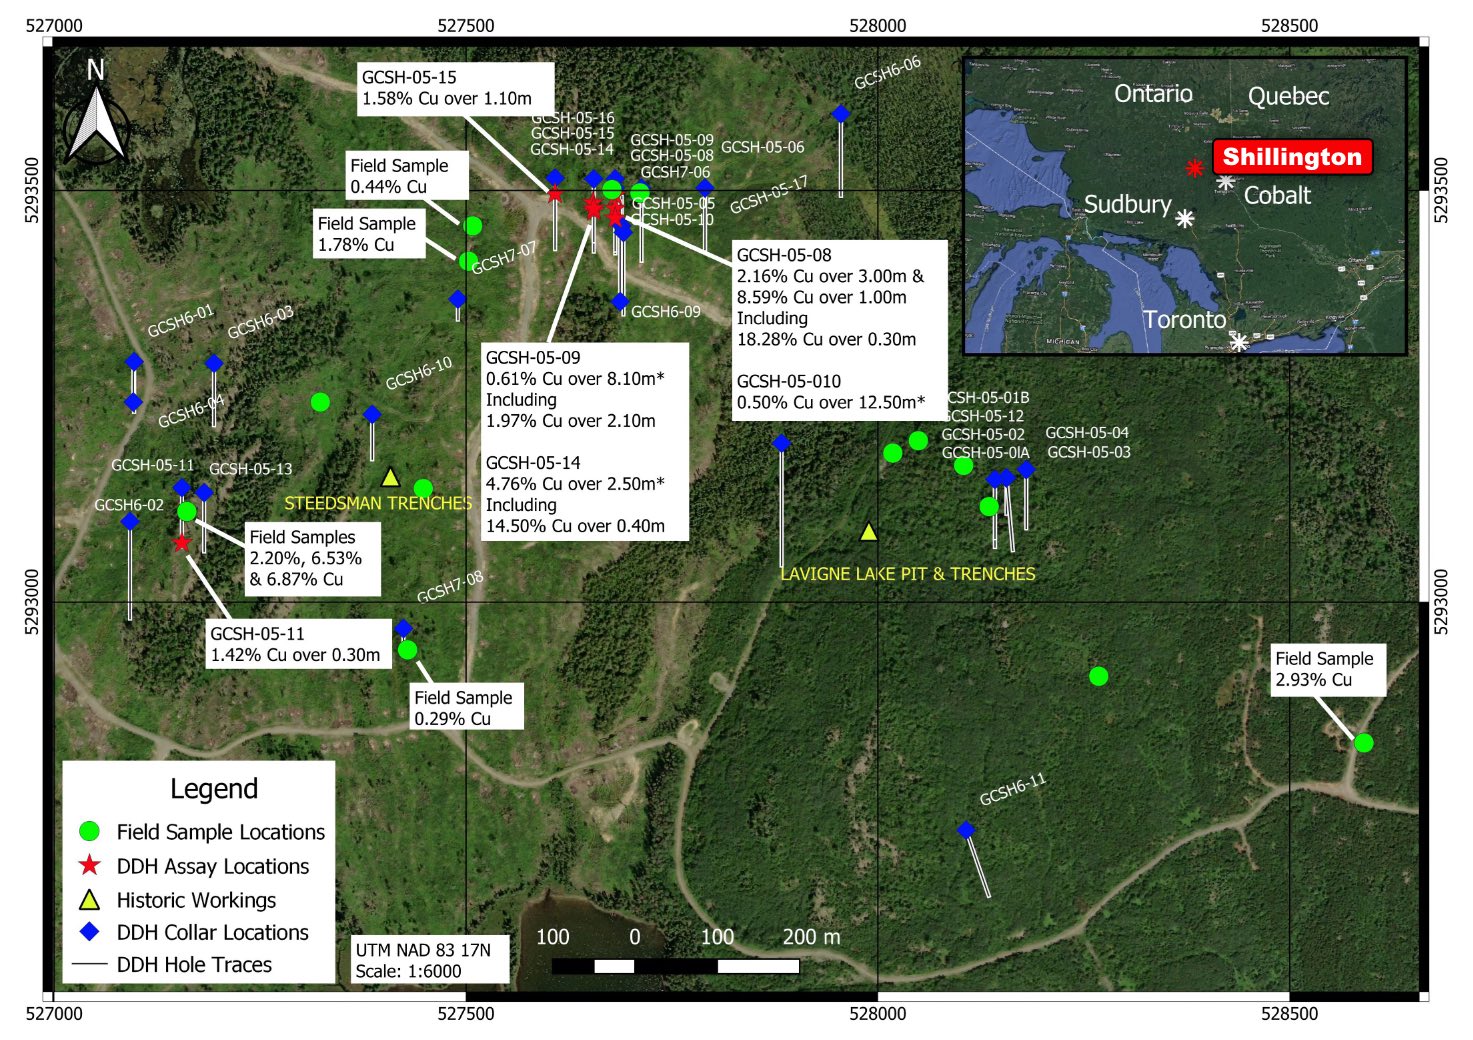 527000
527500
528000
528500
N
5293500
5293000
5293500
5293000
GCSH-05-15
1.58% Cu over 1.10m
GCSH6-06
GCSH-05-16
GCSH-05-15
GCSH-05-14
GCSH-05-09
GCSH-05-08
GCSH7-06
GCSH-05-06
GCSH-05-17
GCSH-05-05
GCSH-05-10
Field Sample
0.44% Cu
Field Sample
1.78% Cu
GCSH7-07
GCSH6-09
GCSH-05-08
2.16% Cu over 3.00m &
8.59% Cu over 1.00m
Including
18.28% Cu over 0.30m
GCSH-05-010
0.50% Cu over 12.50m*
Ontario
Quebec
Shillington
Cobalt
Sudbury
Toronto
MICHIGAN
GCSH6-01
GCSH6-03
GCSH6-04
GCSH6-10
GCSH-05-09
0.61% Cu over 8.10m*
Including
1.97% Cu over 2.10m
GCSH-05-14
4.76% Cu over 2.50m*
Including
14.50% Cu over 0.40m
GCSH-05-01B
GCSH-05-12
GCSH-05-02
GCSH-05-0IA
GCSH-05-04
GCSH-05-03
GCSH-05-11
GCSH-05-13
GCSH6-02
STEEDSMAN TRENCHES
Field Samples
2.20%, 6.53%
& 6.87% Cu
LAVIGNE LAKE PIT & TRENCHES
GCSH7-08
GCSH-05-11
1.42% Cu over 0.30m
Field Sample
0.29% Cu
Field Sample
2.93% Cu
GCSH6-11
Legend
Field Sample Locations
DDH Assay Locations
Historic Workings
DDH Collar Locations
DDH Hole Traces
UTM NAD 83 17N
Scale: 1:6000
100 0 100 200 m
527000
527500
528000
528500